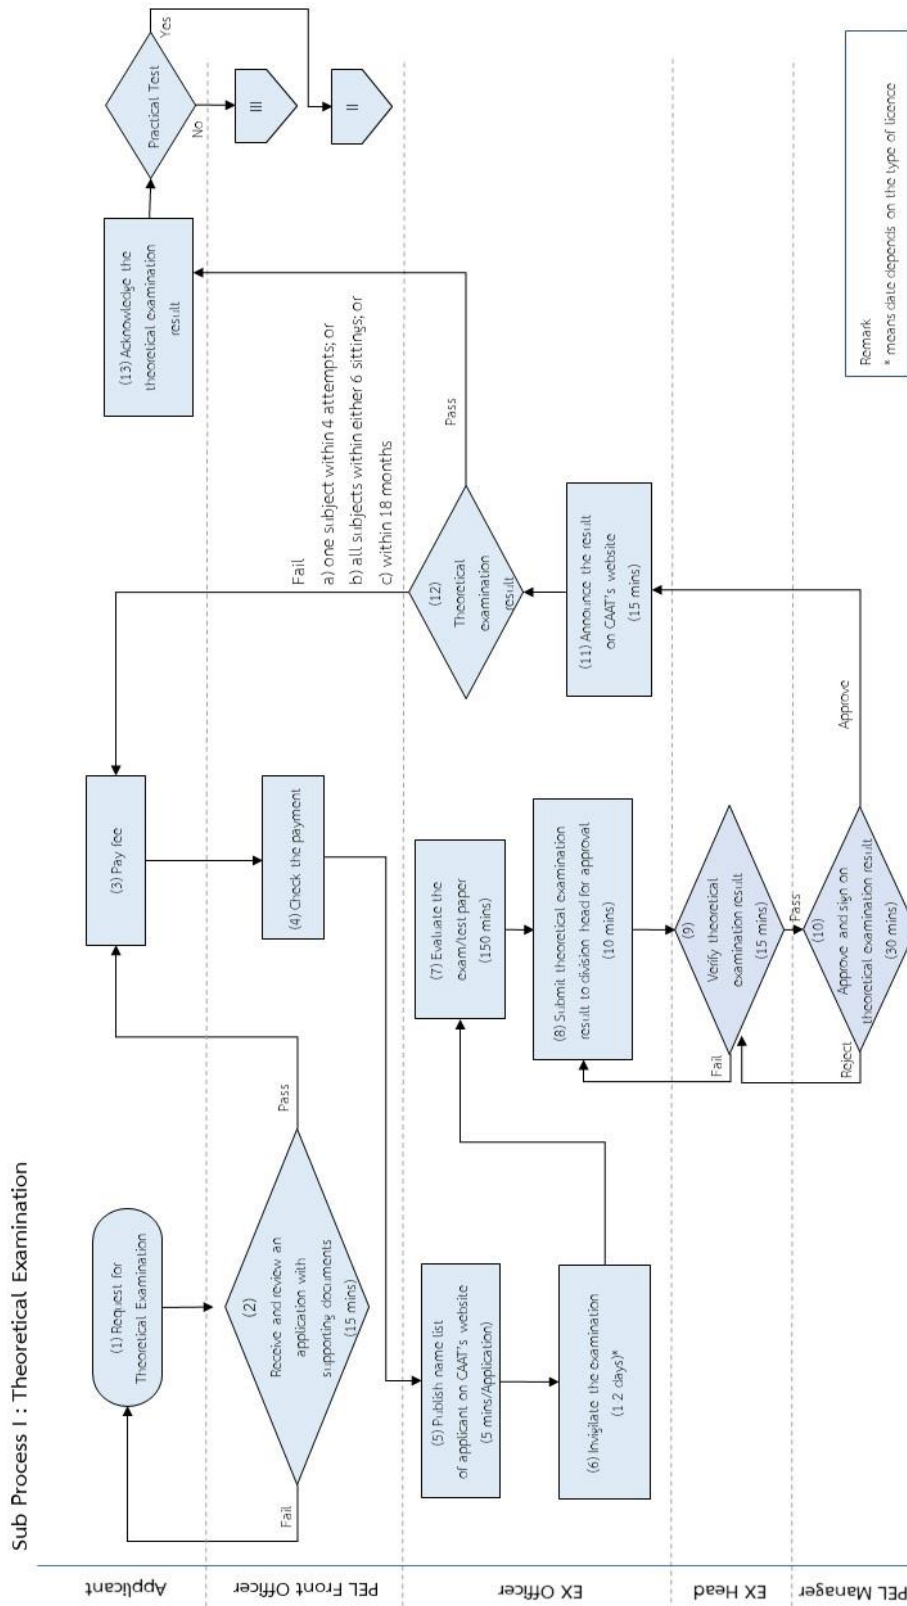 Sub Process I : Theoretical Examination
Applicant
PEL Front Officer
EX Officer
EX Head
PEL Manager
(1) Request for
Theoretical Examination
(2)
Receive and review an
application with
supporting documents
(15 mins)
Fail
Pass
(3) Pay fee
(4) Check the payment
(5) Publish name list
of applicant on CAAT's website
(5 mins/Application)
(6) Invigilate the examination
(1 2 days)*
(7) Evaluate the
exam/test paper
(150 mins)
(8) Submit theoretical examination
result to division head for approval
(10 mins)
(9)
Verify theoretical
examination result
(15 mins)
Fail
Pass
(10)
Approve and sign on
theoretical examination result
(30 mins)
Reject
Approve
(11) Announce the result
on CAAT's website
(15 mins)
(12)
Theoretical
examination
result
Fail
a) one subject within 4 attempts; or
b) all subjects within either 6 sittings; or
c) within 18 months
Pass
(13) Acknowledge the
theoretical examination
result
Practical Test
Yes
No
III
II
Remark
* means date depends on the type of licence